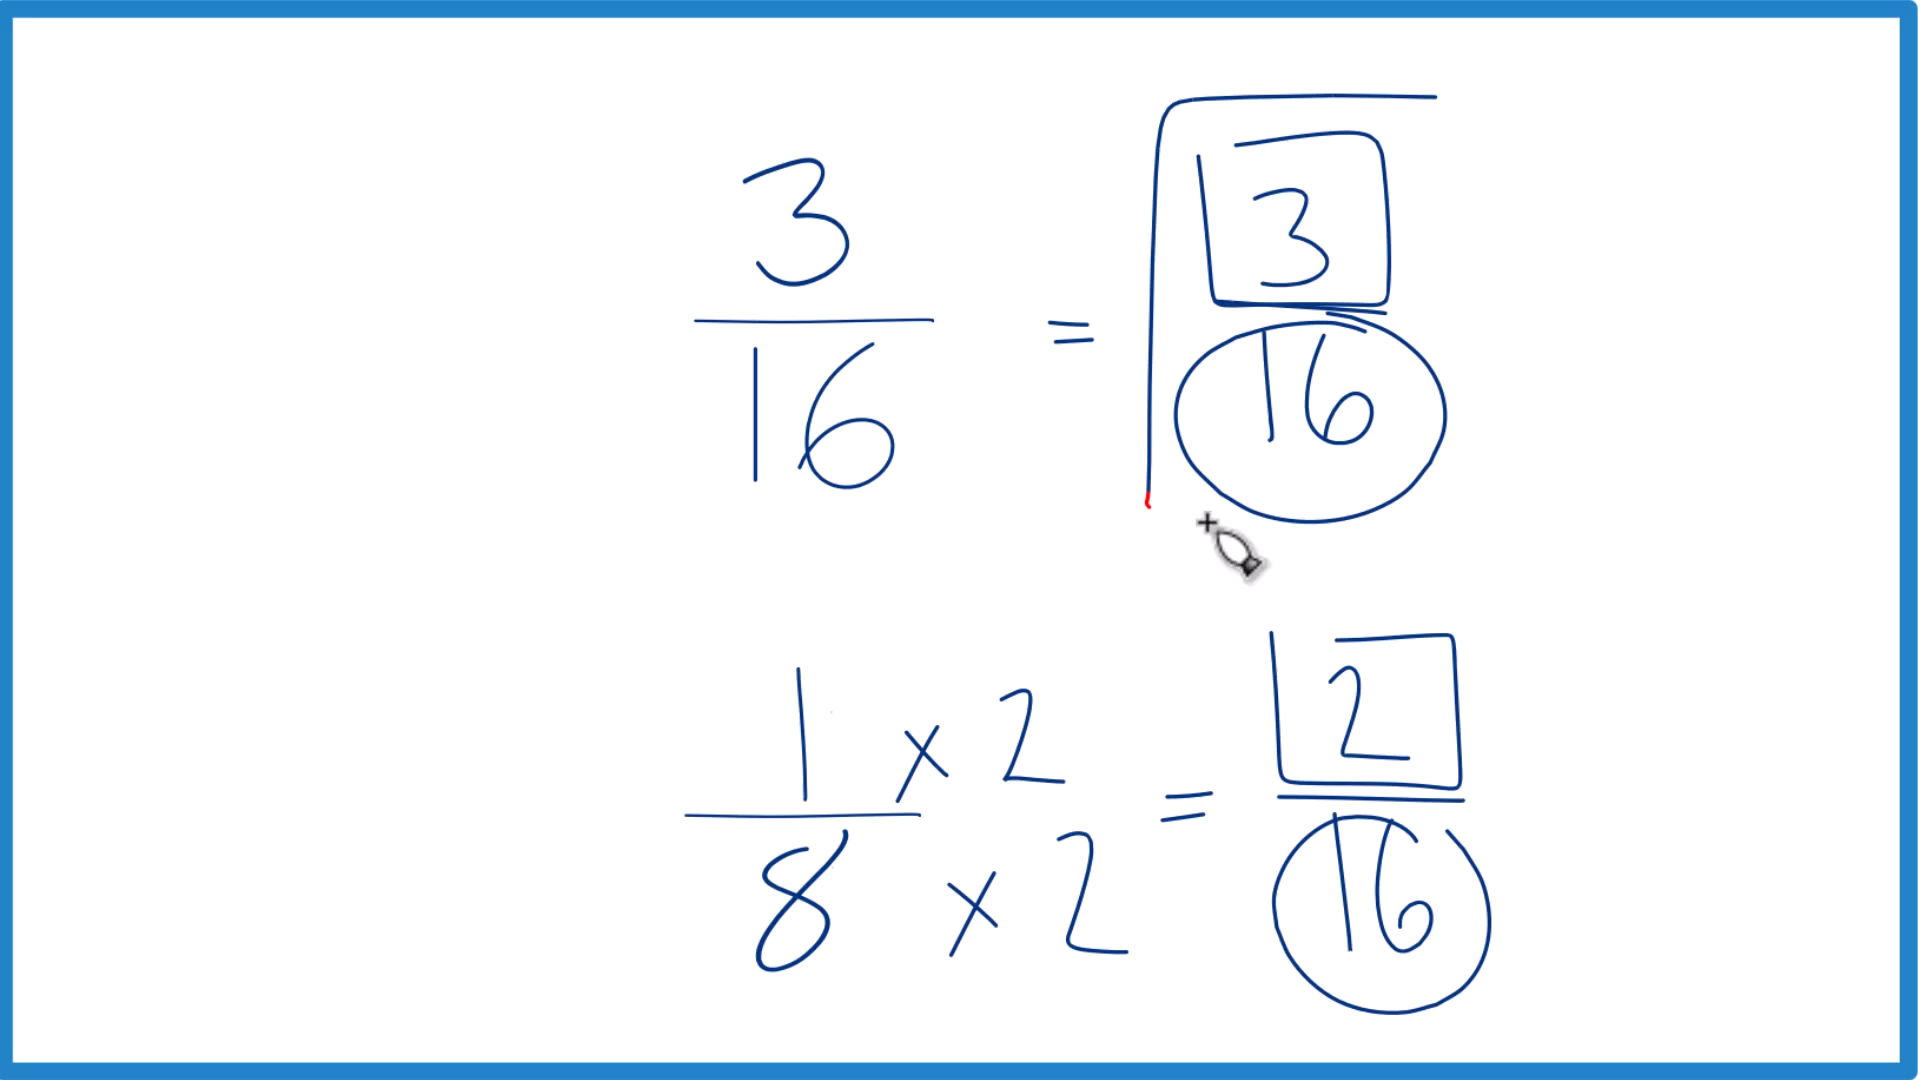 3/16 = 3/16
1 × 2 / 8 × 2 = 2/16